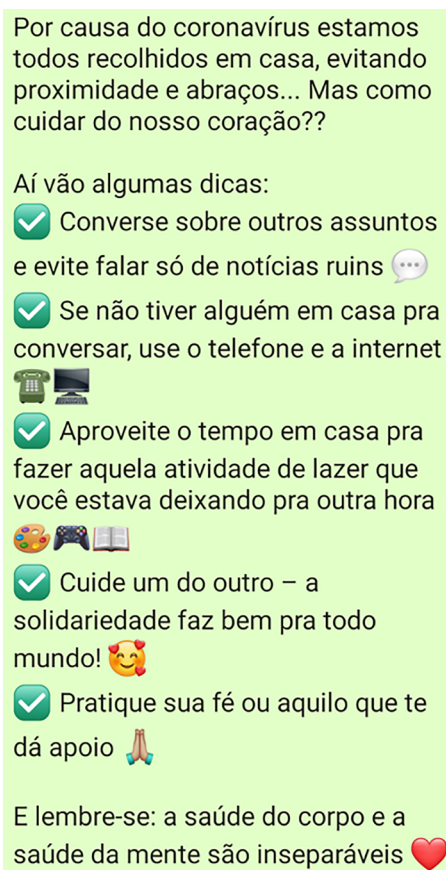 Por causa do coronavírus estamos
todos recolhidos em casa, evitando
proximidade e abraços... Mas como
cuidar do nosso coração??
Aí vão algumas dicas:
✅ Converse sobre outros assuntos
e evite falar só de notícias ruins 💬
✅ Se não tiver alguém em casa pra
conversar, use o telefone e a internet
☎️🖥️
✅ Aproveite o tempo em casa pra
fazer aquela atividade de lazer que
você estava deixando pra outra hora
🎨🎮📖
✅ Cuide um do outro – a
solidariedade faz bem pra todo
mundo! 🥰
✅ Pratique sua fé ou aquilo que te
dá apoio 🙏🏼
E lembre-se: a saúde do corpo e a
saúde da mente são inseparáveis ❤️